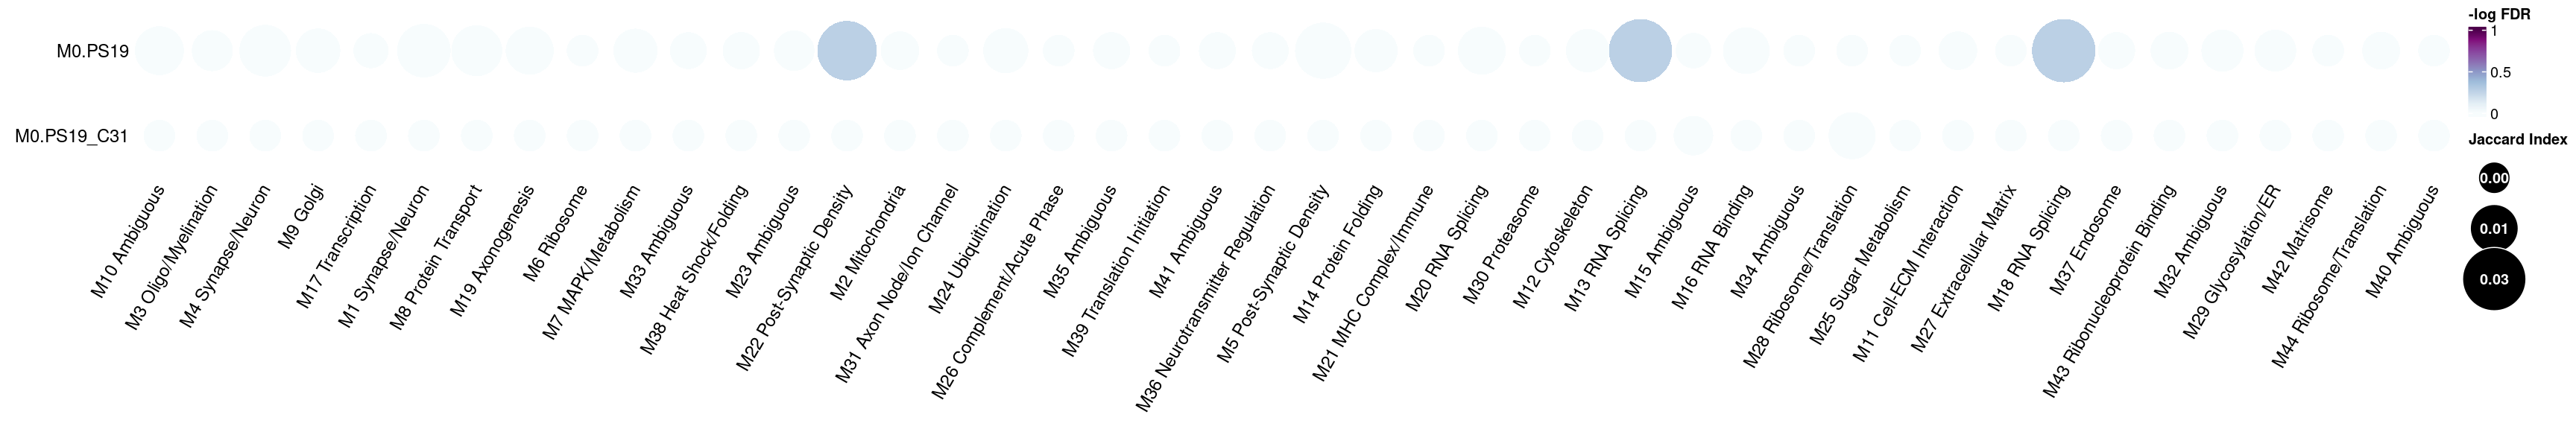 M0.PS19
M0.PS19_C31
M10 Ambiguous
M3 Oligo/Myelination
M4 Synapse/Neuron
M9 Golgi
M17 Transcription
M1 Synapse/Neuron
M8 Protein Transport
M19 Axonogenesis
M6 Ribosome
M7 MAPK/Metabolism
M33 Ambiguous
M38 Heat Shock/Folding
M23 Ambiguous
M22 Post-Synaptic Density
M2 Mitochondria
M31 Axon Node/Ion Channel
M24 Ubiquitination
M26 Complement/Acute Phase
M35 Ambiguous
M39 Translation Initiation
M41 Ambiguous
M36 Neurotransmitter Regulation
M5 Post-Synaptic Density
M14 Protein Folding
M21 MHC Complex/Immune
M20 RNA Splicing
M30 Proteasome
M12 Cytoskeleton
M13 RNA Splicing
M15 Ambiguous
M16 RNA Binding
M34 Ambiguous
M28 Ribosome/Translation
M25 Sugar Metabolism
M11 Cell-ECM Interaction
M27 Extracellular Matrix
M18 RNA Splicing
M37 Endosome
M43 Ribonucleoprotein Binding
M32 Ambiguous
M29 Glycosylation/ER
M42 Matrisome
M44 Ribosome/Translation
M40 Ambiguous
-log FDR
1
0.5
0
Jaccard Index
0.00
0.01
0.03